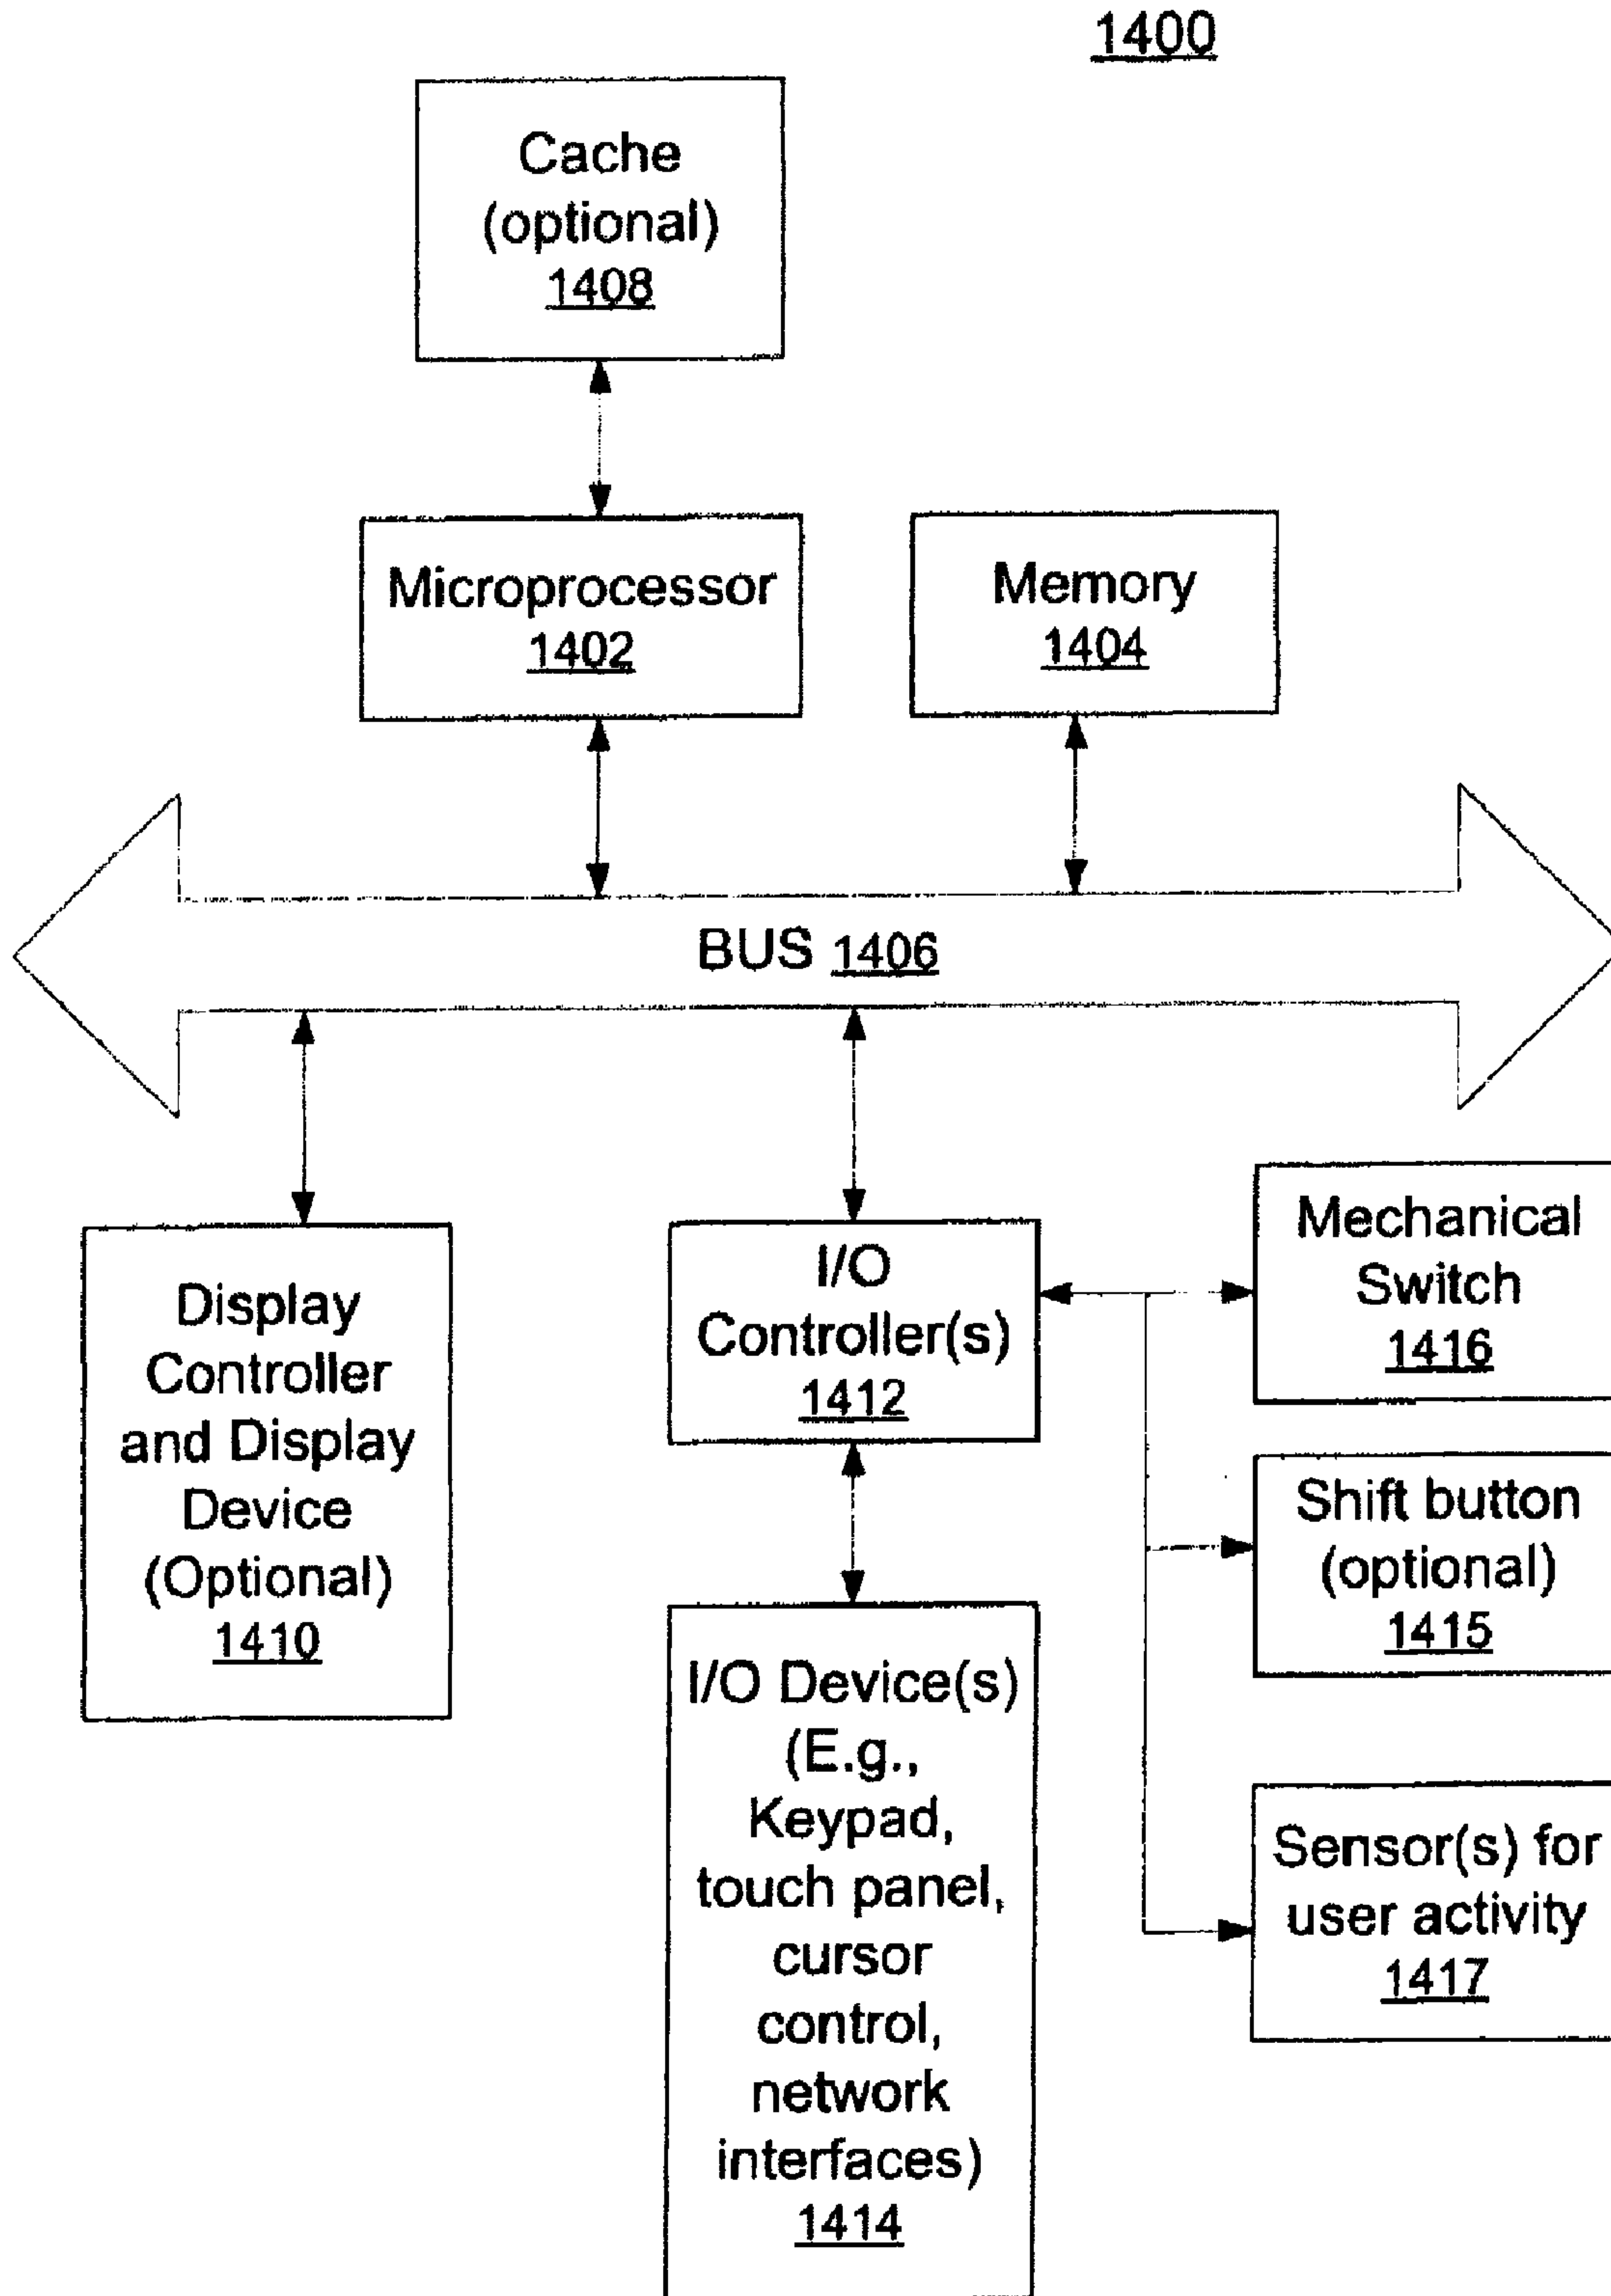 1400
Cache
(optional)
1408
Microprocessor
1402
Memory
1404
BUS 1406
Display
Controller
and Display
Device
(Optional)
1410
I/O
Controller(s)
1412
Mechanical
Switch
1416
Shift button
(optional)
1415
I/O Device(s)
(E.g.,
Keypad,
touch panel,
cursor
control,
network
interfaces)
1414
Sensor(s) for
user activity
1417